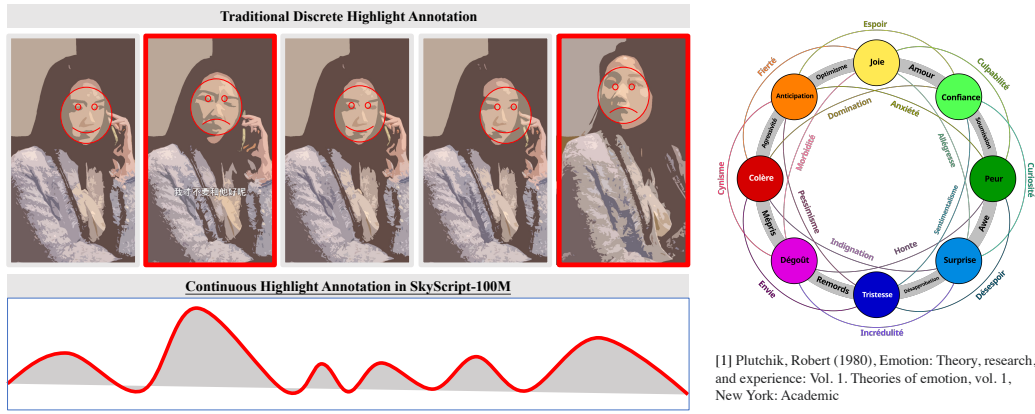 Traditional Discrete Highlight Annotation
我才不要和他好呢
Continuous Highlight Annotation in SkyScript-100M
Espoir
Fierté
Culpabilité
Joie
Optimisme
Amour
Anticipation
Confiance
Domination
Anxiété
Agressivité
Soumission
Morbidité
Allégresse
Cynisme
Colère
Peur
Curiosité
Pessimisme
Sentimentalisme
Mépris
Awe
Indignation
Honte
Dégoût
Surprise
Remords
Désapprobation
Tristesse
Envie
Désespoir
Incrédulité
[1] Plutchik, Robert (1980), Emotion: Theory, research,
and experience: Vol. 1. Theories of emotion, vol. 1,
New York: Academic